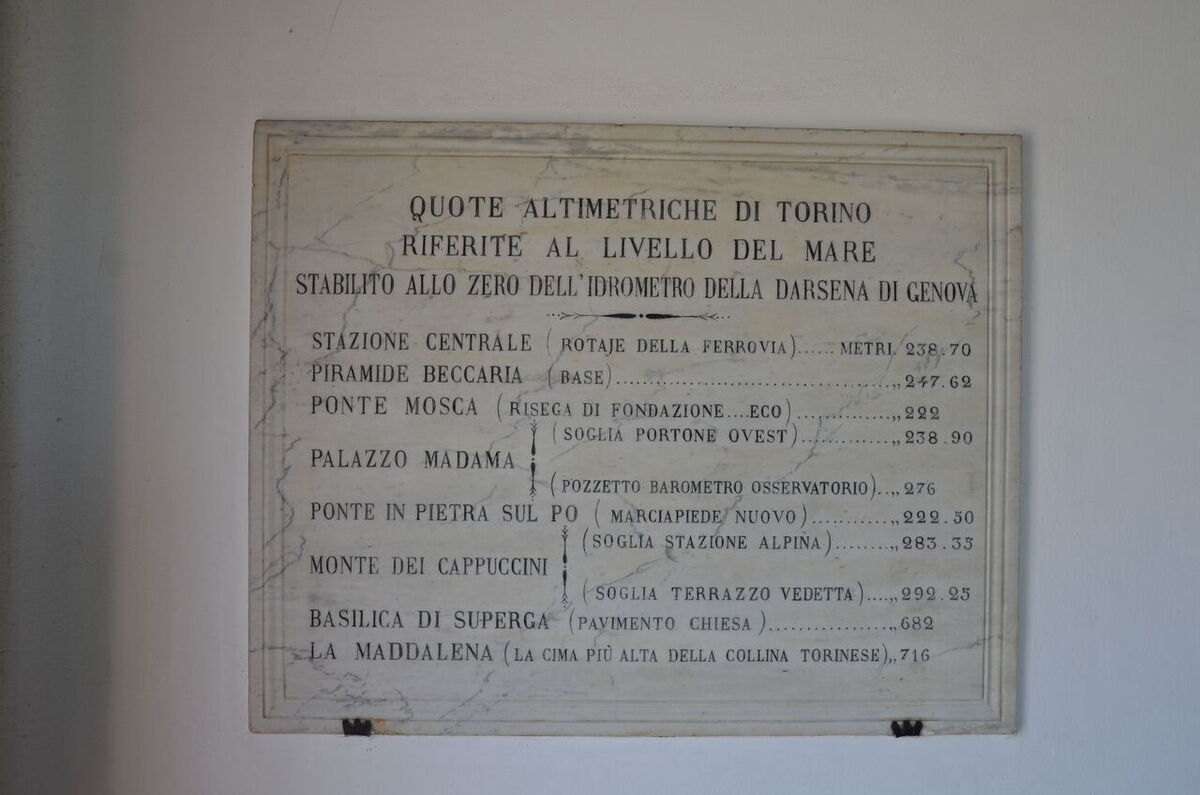 QUOTE ALTIMETRICHE DI TORINO
RIFERITE AL LIVELLO DEL MARE
STABILITO ALLO ZERO DELL'IDROMETRO DELLA DARSENA DI GENOVA
STAZIONE CENTRALE (ROTAJE DELLA FERROVIA)...... METRI. 238.70
PIRAMIDE BECCARIA (BASE)........................................„247.62
PONTE MOSCA (RISEGA DI FONDAZIONE....ECO)..............„222
(SOGLIA PORTONE OVEST).............„238.90
PALAZZO MADAMA
(POZZETTO BAROMETRO OSSERVATORIO)..„276
PONTE IN PIETRA SUL PO (MARCIAPIEDE NUOVO)...........„222.50
(SOGLIA STAZIONE ALPINA)........„283.35
MONTE DEI CAPPUCCINI
(SOGLIA TERRAZZO VEDETTA)....„292.25
BASILICA DI SUPERGA (PAVIMENTO CHIESA).................„682
LA MADDALENA (LA CIMA PIÙ ALTA DELLA COLLINA TORINESE)„716